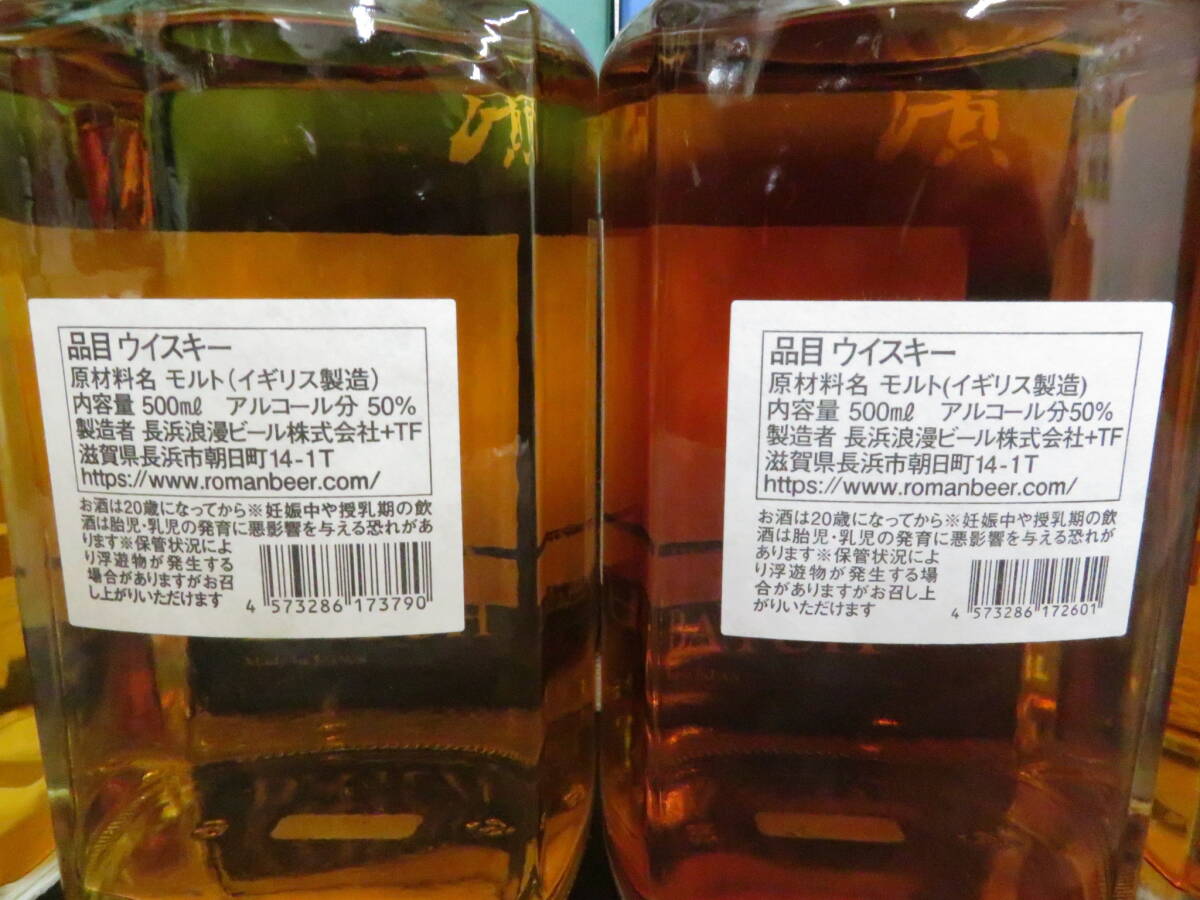 品目 ウイスキー
原材料名 モルト（イギリス製造）
内容量 500㎖ アルコール分 50%
製造者 長浜浪漫ビール株式会社+TF
滋賀県長浜市朝日町14-1T
https://www.romanbeer.com/
お酒は20歳になってから※妊娠中や授乳期の飲
酒は胎児・乳児の発育に悪影響を与える恐れがあ
ります※保管状況によ
り浮遊物が発生する
場合がありますがお召
し上がりいただけます
4 573286 173790
品目 ウイスキー
原材料名 モルト(イギリス製造)
内容量 500㎖ アルコール分50%
製造者 長浜浪漫ビール株式会社+TF
滋賀県長浜市朝日町14-1T
https://www.romanbeer.com/
お酒は20歳になってから※妊娠中や授乳期の飲
酒は胎児・乳児の発育に悪影響を与える恐れが
あります※保管状況によ
り浮遊物が発生する場
合がありますがお召し上
がりいただけます
4 573286 172601